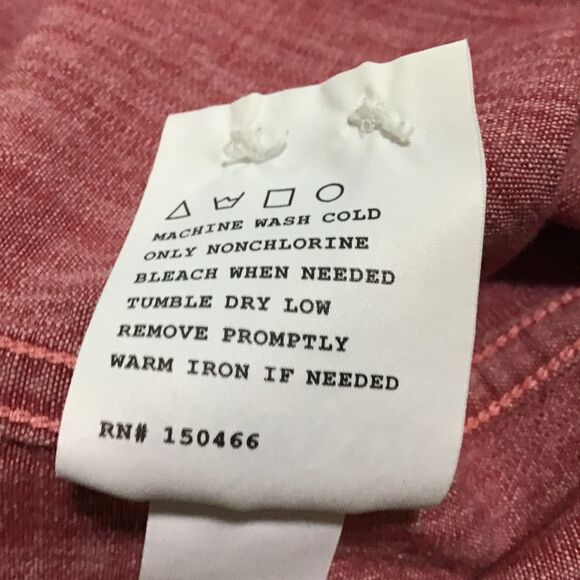 MACHINE WASH COLD
ONLY NONCHLORINE
BLEACH WHEN NEEDED
TUMBLE DRY LOW
REMOVE PROMPTLY
WARM IRON IF NEEDED
RN# 150466